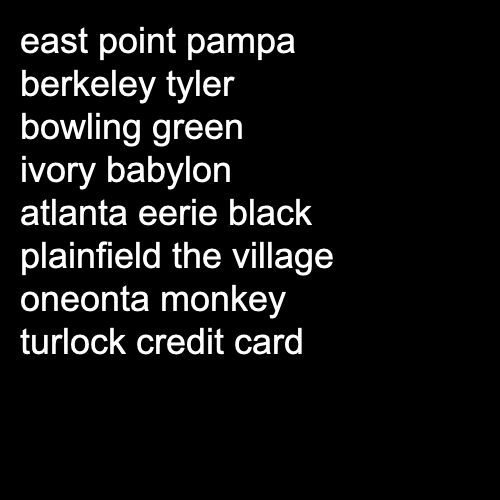 east point pampa
berkeley tyler
bowling green
ivory babylon
atlanta eerie black
plainfield the village
oneonta monkey
turlock credit card